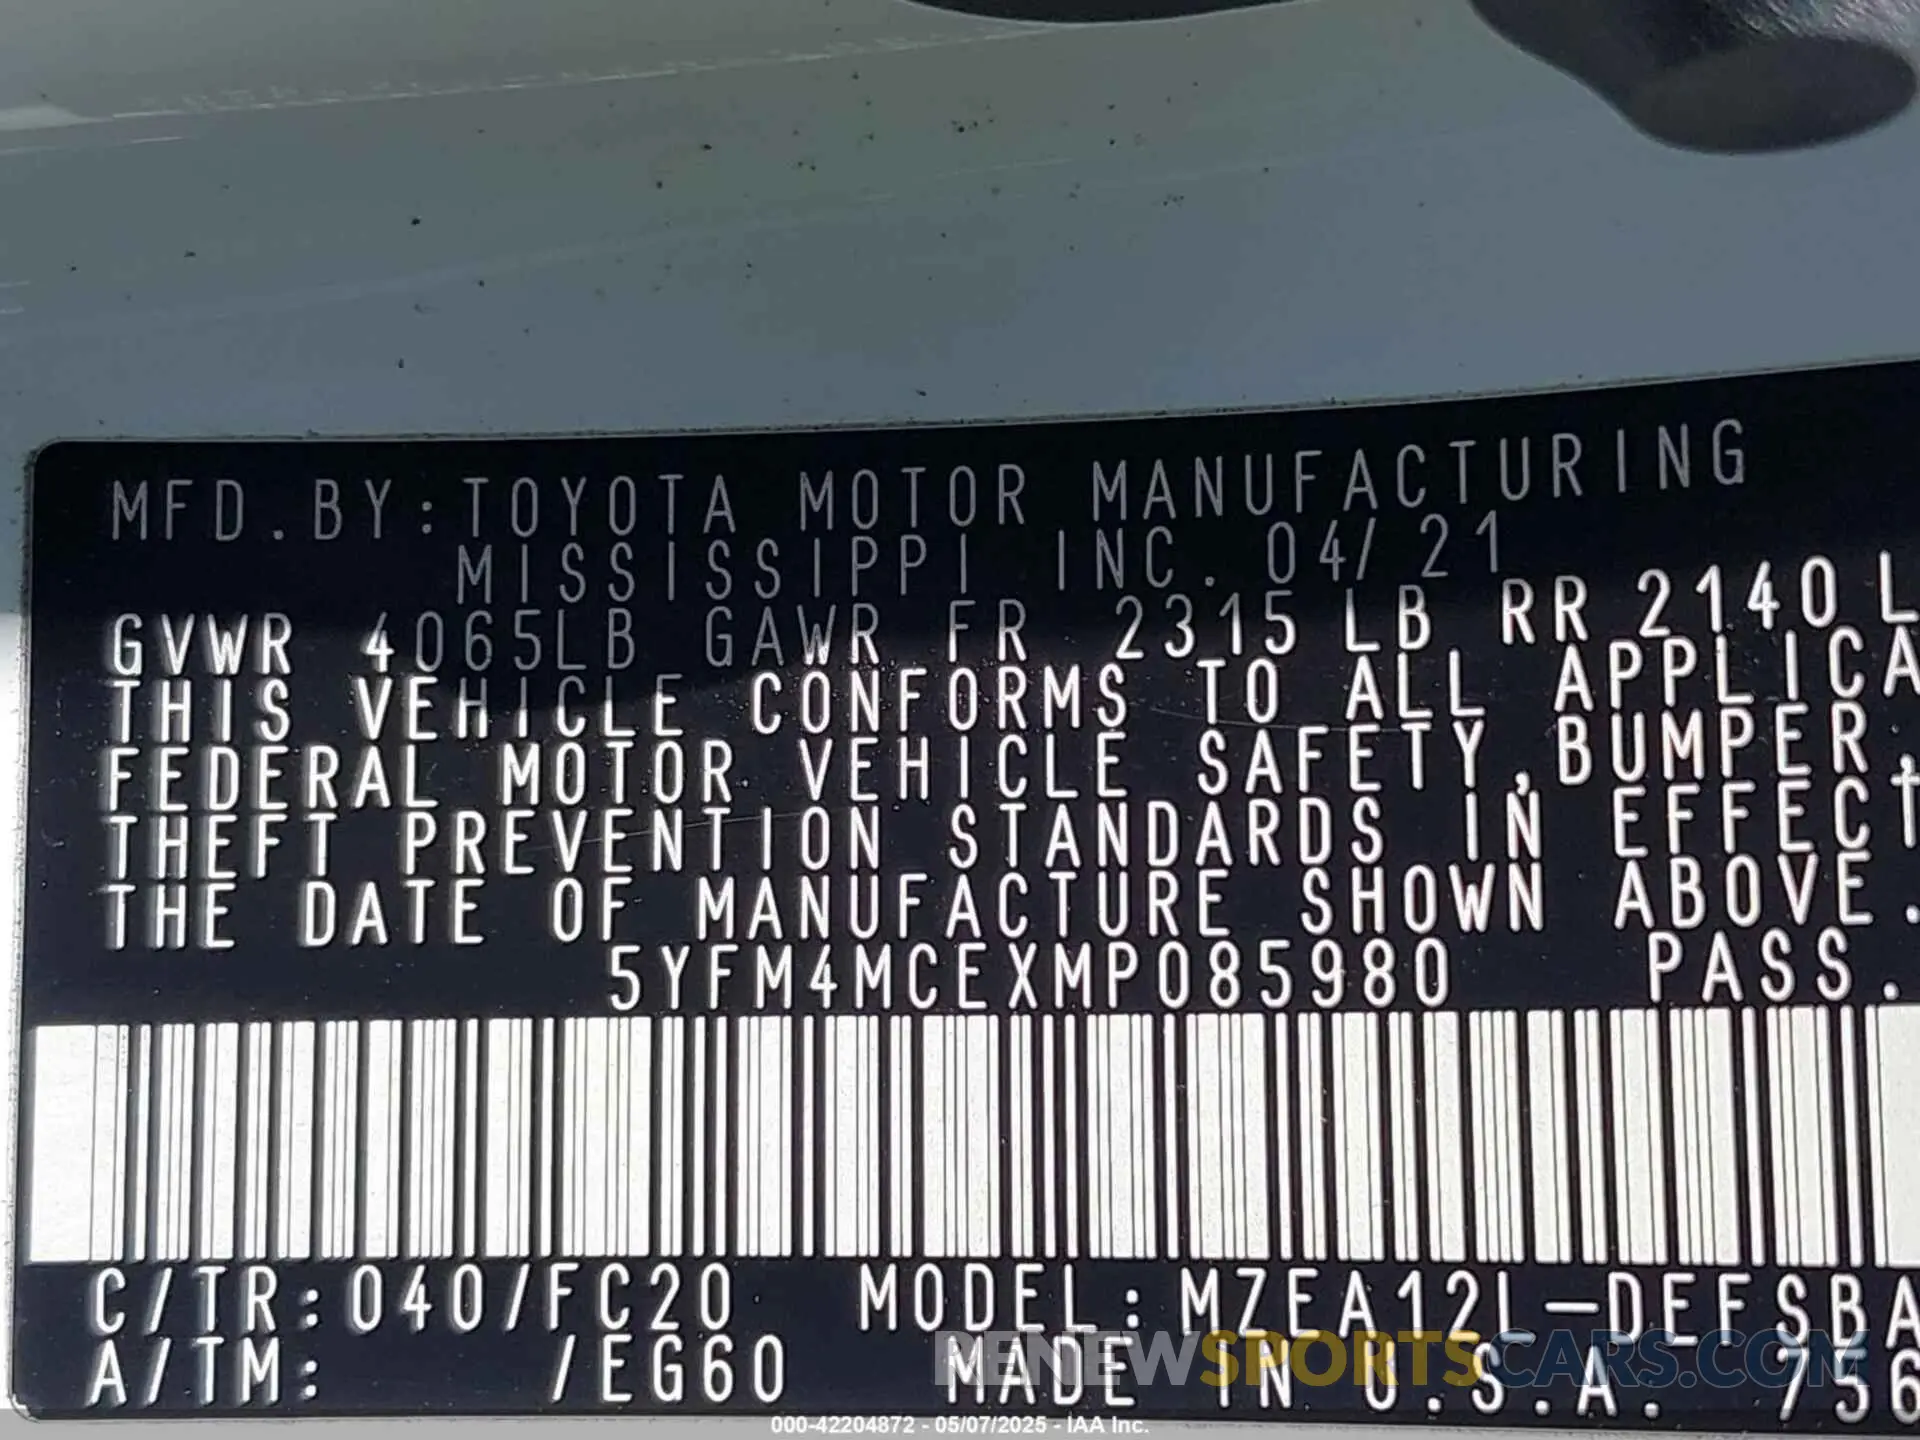 MFD.BY:TOYOTA MOTOR MANUFACTURING
MISSISSIPPI INC. 04/21
GVWR 4065LB GAWR FR 2315 LB RR 2140 L
THIS VEHICLE CONFORMS TO ALL APPLICA
FEDERAL MOTOR VEHICLE SAFETY,BUMPER,
THEFT PREVENTION STANDARDS IN EFFECT
THE DATE OF MANUFACTURE SHOWN ABOVE.
5YFM4MCEXMP085980 PASS.
C/TR:040/FC20 MODEL:MZEA12L-DEFSBA
A/TM: /EG60 MADE IN U.S.A. 756
RENEWSPORTSCARS.COM
000-42204872 - 05/07/2025 - IAA Inc.